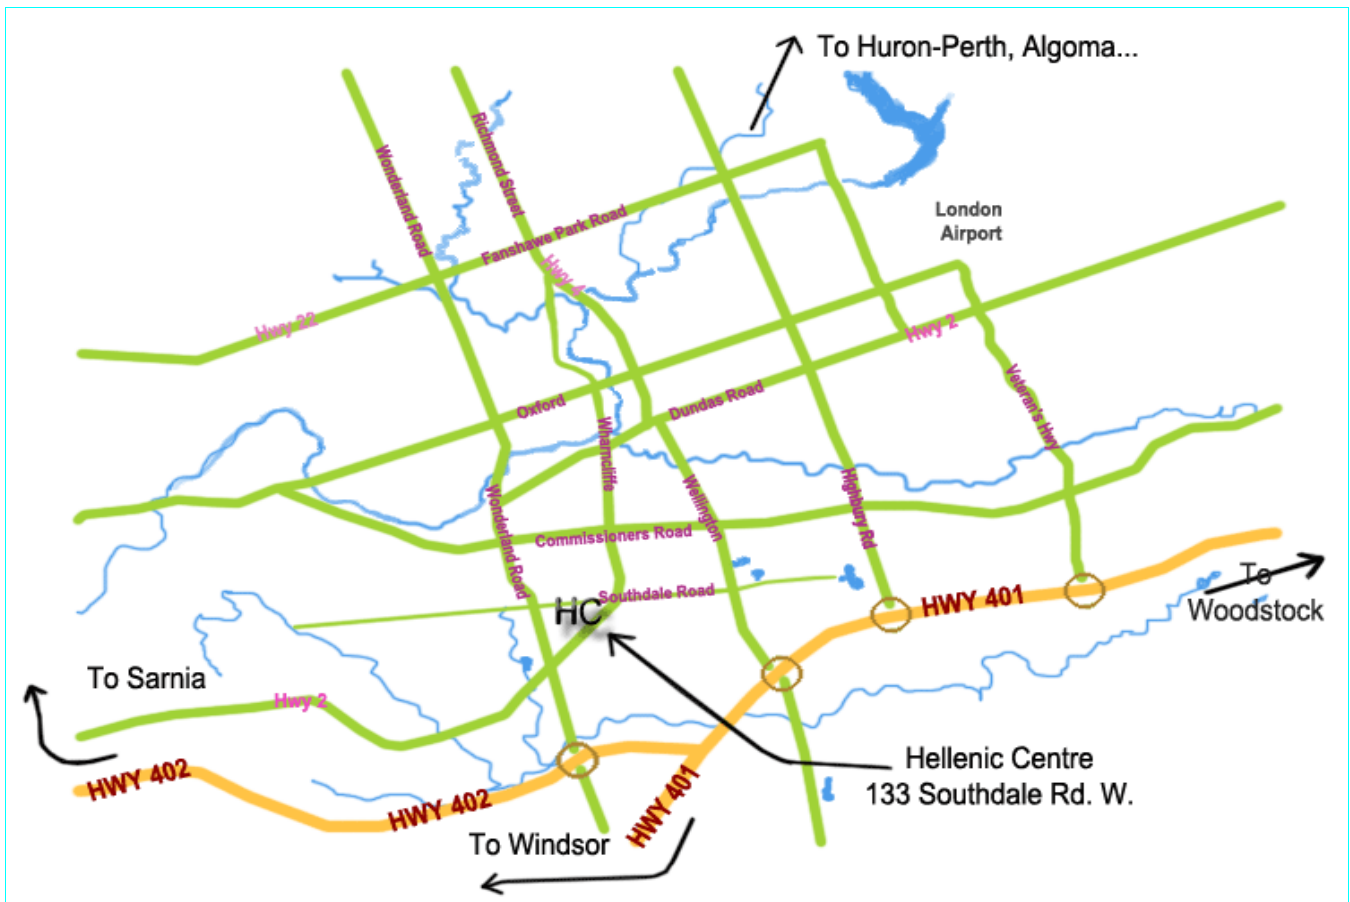 To Huron-Perth, Algoma...
Richmond Street
Wonderland Road
London
Airport
Fanshawe Park Road
Hwy 4
Hwy 22
Hwy 2
Veteran's Hwy
Dundas Road
Oxford
Wharncliffe
Wellington
Highbury Rd
Wonderland Road
Commissioners Road
Southdale Road
HC
HWY 401
To
Woodstock
To Sarnia
Hwy 2
HWY 402
HWY 402
HWY 401
Hellenic Centre
133 Southdale Rd. W.
To Windsor